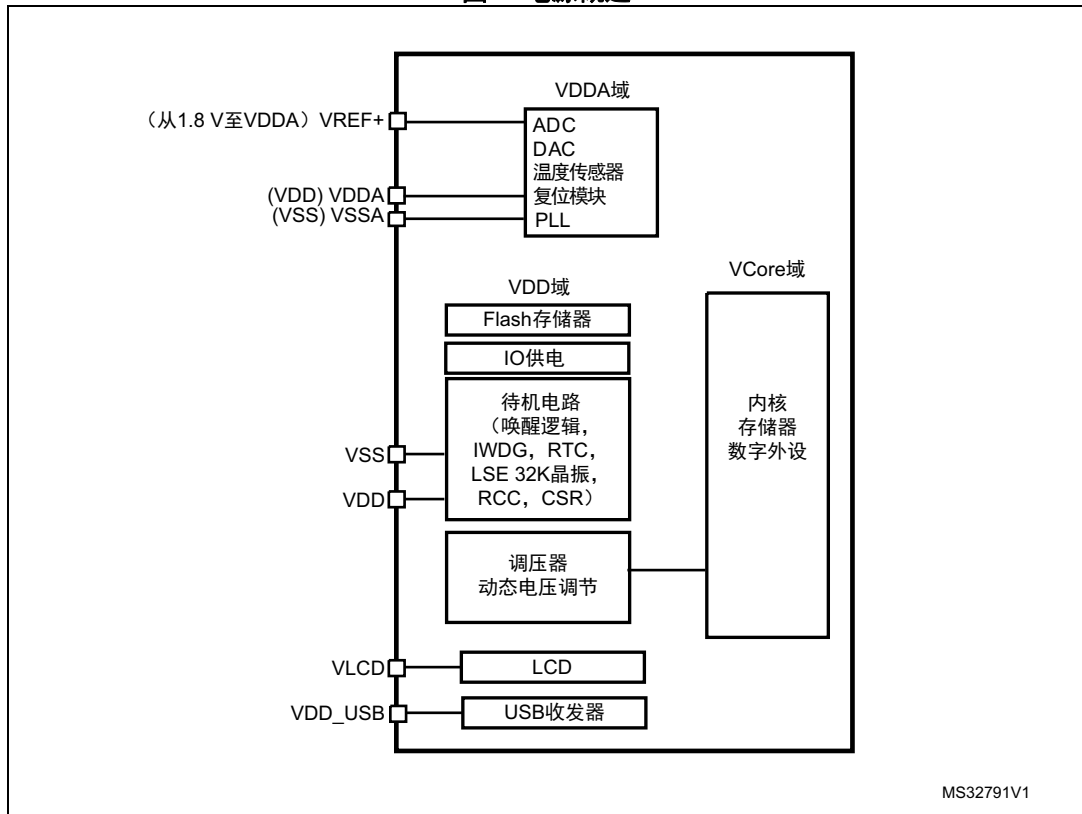 （从1.8 V至VDDA）VREF+
(VDD) VDDA
(VSS) VSSA
VDDA域
ADC
DAC
温度传感器
复位模块
PLL
VDD域
Flash存储器
IO供电
待机电路
（唤醒逻辑，
IWDG，RTC，
LSE 32K晶振，
RCC，CSR）
VSS
VDD
调压器
动态电压调节
VCore域
内核
存储器
数字外设
VLCD
LCD
VDD_USB
USB收发器
MS32791V1